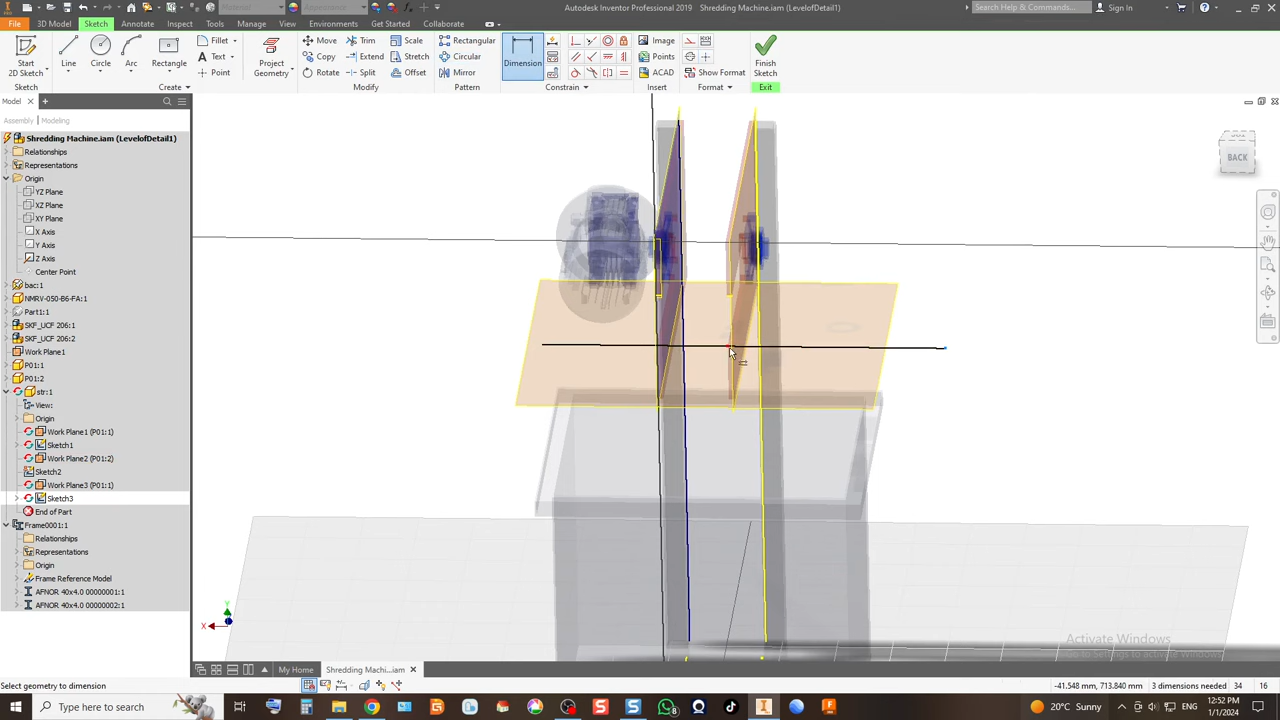 Material
Appearance
Autodesk Inventor Professional 2019   Shredding Machine.iam (LevelofDetail1)
Search Help & Commands...
Sign In
File
3D Model
Sketch
Annotate
Inspect
Tools
Manage
View
Environments
Get Started
Collaborate
Start
2D Sketch
Line
Circle
Arc
Rectangle
Fillet
Text
Point
Project
Geometry
Move
Copy
Rotate
Trim
Extend
Split
Scale
Stretch
Offset
Rectangular
Circular
Mirror
Dimension
Image
Points
ACAD
Show Format
Finish
Sketch
Sketch
Create
Modify
Pattern
Constrain
Insert
Format
Exit
Model
Assembly
Modeling
Shredding Machine.iam (LevelofDetail1)
Relationships
Representations
Origin
YZ Plane
XZ Plane
XY Plane
X Axis
Y Axis
Z Axis
Center Point
bac:1
NMRV-050-B6-FA:1
Part1:1
SKF_UCF 206:1
SKF_UCF 206:2
Work Plane1
P01:1
P01:2
str:1
View:
Origin
Work Plane1 (P01:1)
Sketch1
Work Plane2 (P01:2)
Sketch2
Work Plane3 (P01:1)
Sketch3
End of Part
Frame0001:1
Relationships
Representations
Origin
Frame Reference Model
AFNOR 40x4.0 00000001:1
AFNOR 40x4.0 00000002:1
BACK
Y
X
Activate Windows
Go to Settings to activate Windows.
My Home
Shredding Machi...iam
Select geometry to dimension
-41.548 mm, 713.840 mm
3 dimensions needed
34
16
Type here to search
20°C Sunny
12:52 PM
1/1/2024